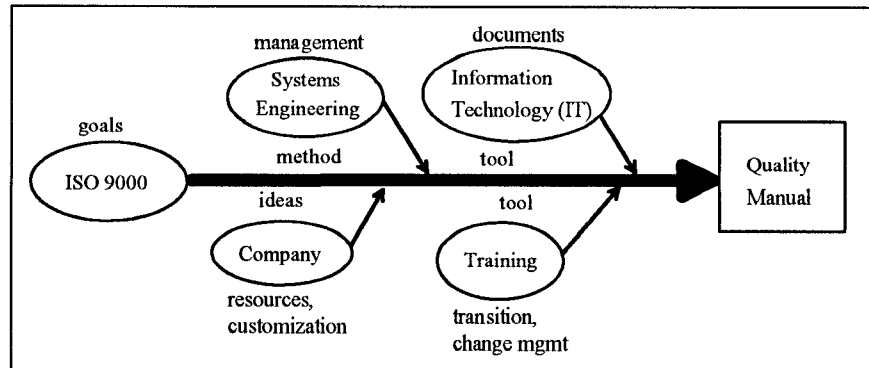 management
documents
Systems
Engineering
Information
Technology (IT)
goals
ISO 9000
method
tool
Quality
Manual
ideas
tool
Company
Training
resources,
customization
transition,
change mgmt